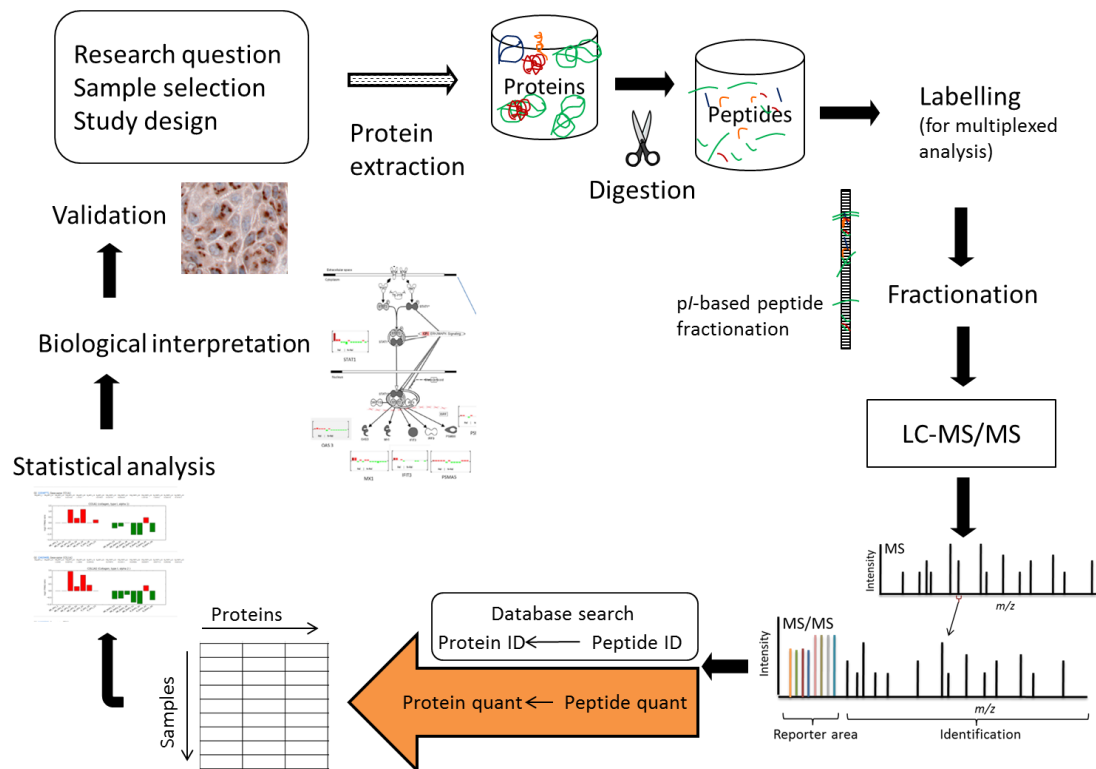 Research question
Sample selection
Study design
Protein
extraction
Proteins
Digestion
Peptides
Labelling
(for multiplexed
analysis)
pI-based peptide
fractionation
Fractionation
LC-MS/MS
MS
Intensity
m/z
MS/MS
Intensity
m/z
Reporter area
Identification
Database search
Protein ID Peptide ID
Protein quant Peptide quant
Proteins
Samples
Statistical analysis
Biological interpretation
STAT1
OAS 3
MX1
IFIT3
PSMA5
Validation